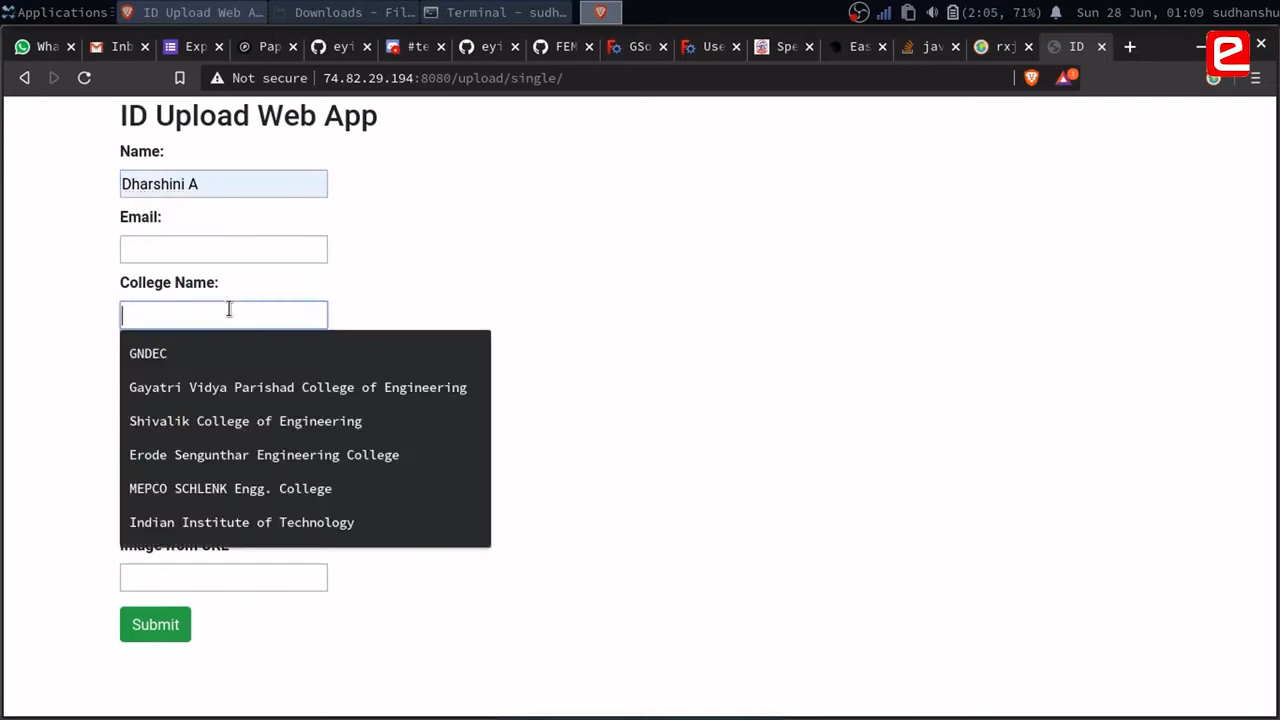 Applications
ID Upload Web A...
Downloads - Fil...
Terminal - sudh...
(2:05, 71%)
Sun 28 Jun, 01:09
sudhanshu
Wha
Inb
Exp
Pap
eyi
#te
eyi
FEM
GSo
Use
Spe
Eas
jav
rxj
ID
Not secure
74.82.29.194:8080/upload/single/
1
e
ID Upload Web App
Name:
Dharshini A
Email:
College Name:
GNDEC
Gayatri Vidya Parishad College of Engineering
Shivalik College of Engineering
Erode Sengunthar Engineering College
MEPCO SCHLENK Engg. College
Indian Institute of Technology
Image from URL
Submit